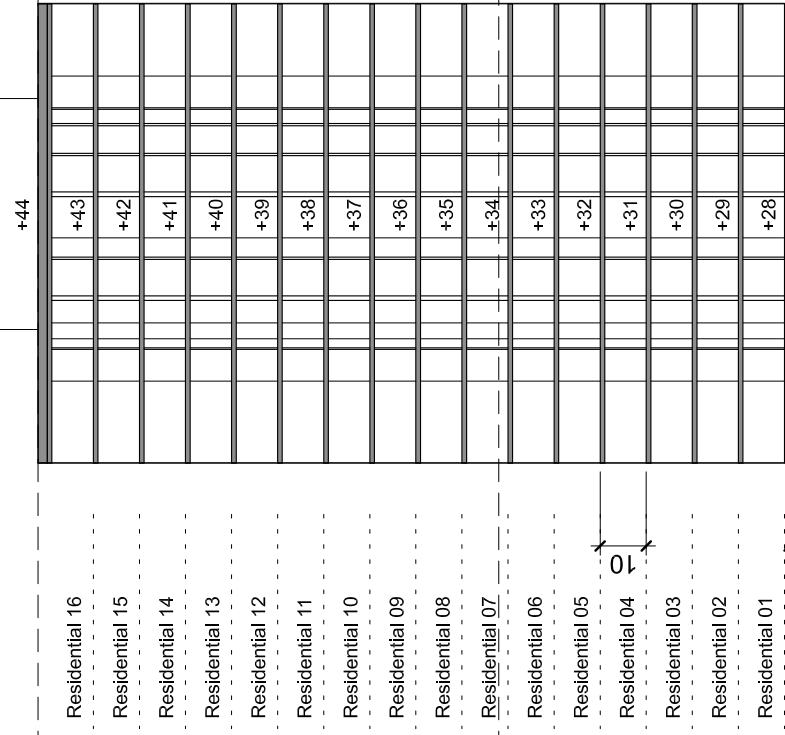 +44
+43
+42
+41
+40
+39
+38
+37
+36
+35
+34
+33
+32
+31
+30
+29
+28
10
Residential 16
Residential 15
Residential 14
Residential 13
Residential 12
Residential 11
Residential 10
Residential 09
Residential 08
Residential 07
Residential 06
Residential 05
Residential 04
Residential 03
Residential 02
Residential 01